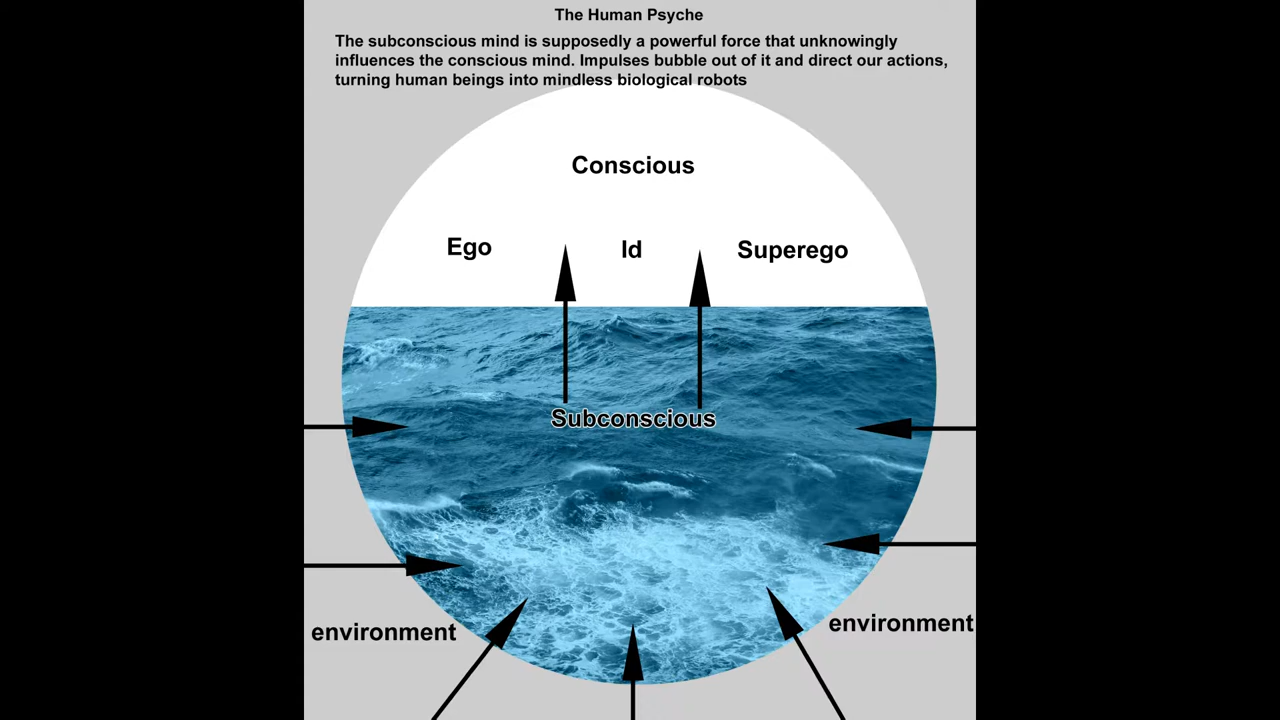 The Human Psyche
The subconscious mind is supposedly a powerful force that unknowingly
influences the conscious mind. Impulses bubble out of it and direct our actions,
turning human beings into mindless biological robots
Conscious
Ego Id Superego
Subconscious
environment environment